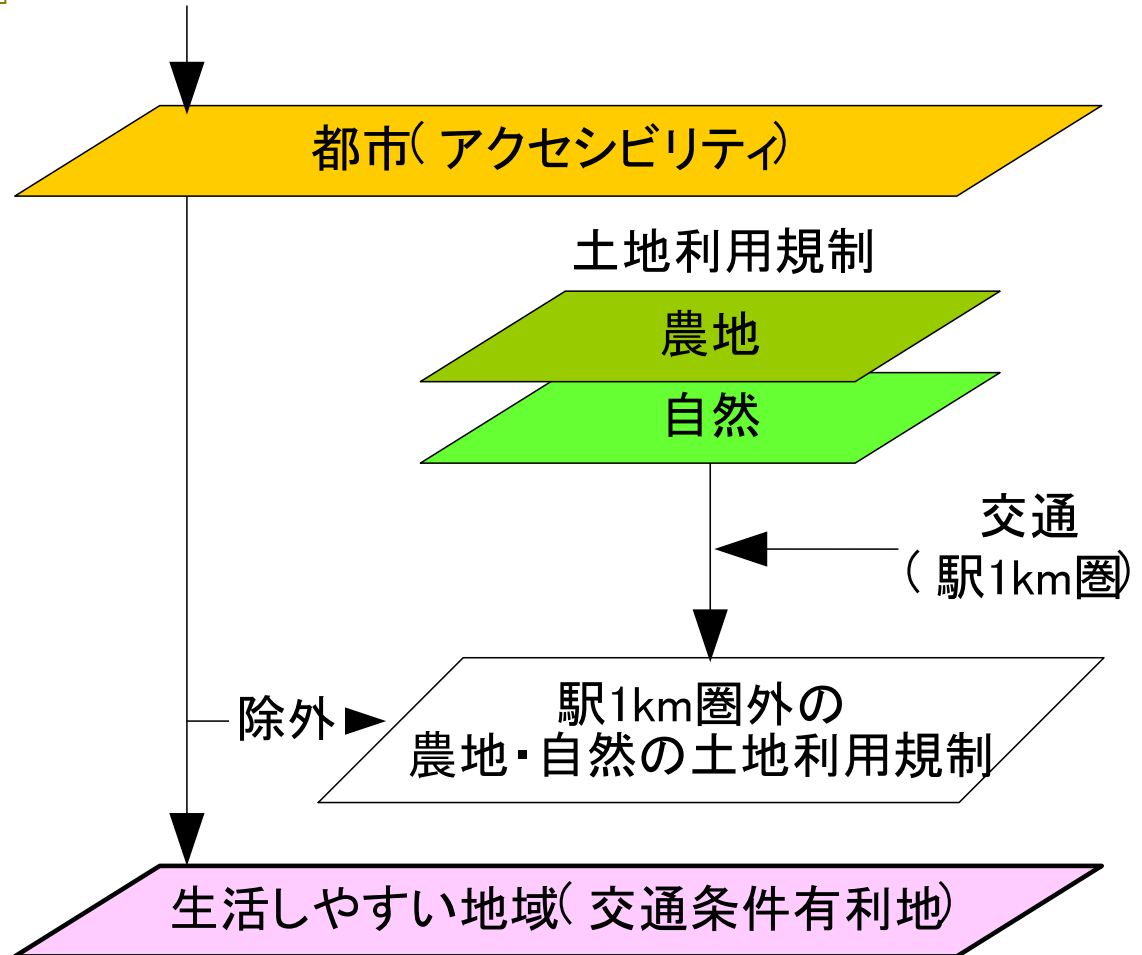 都市(アクセシビリティ)
土地利用規制
農地
自然
交通
(駅1km圏)
除外
駅1km圏外の
農地・自然の土地利用規制
生活しやすい地域(交通条件有利地)